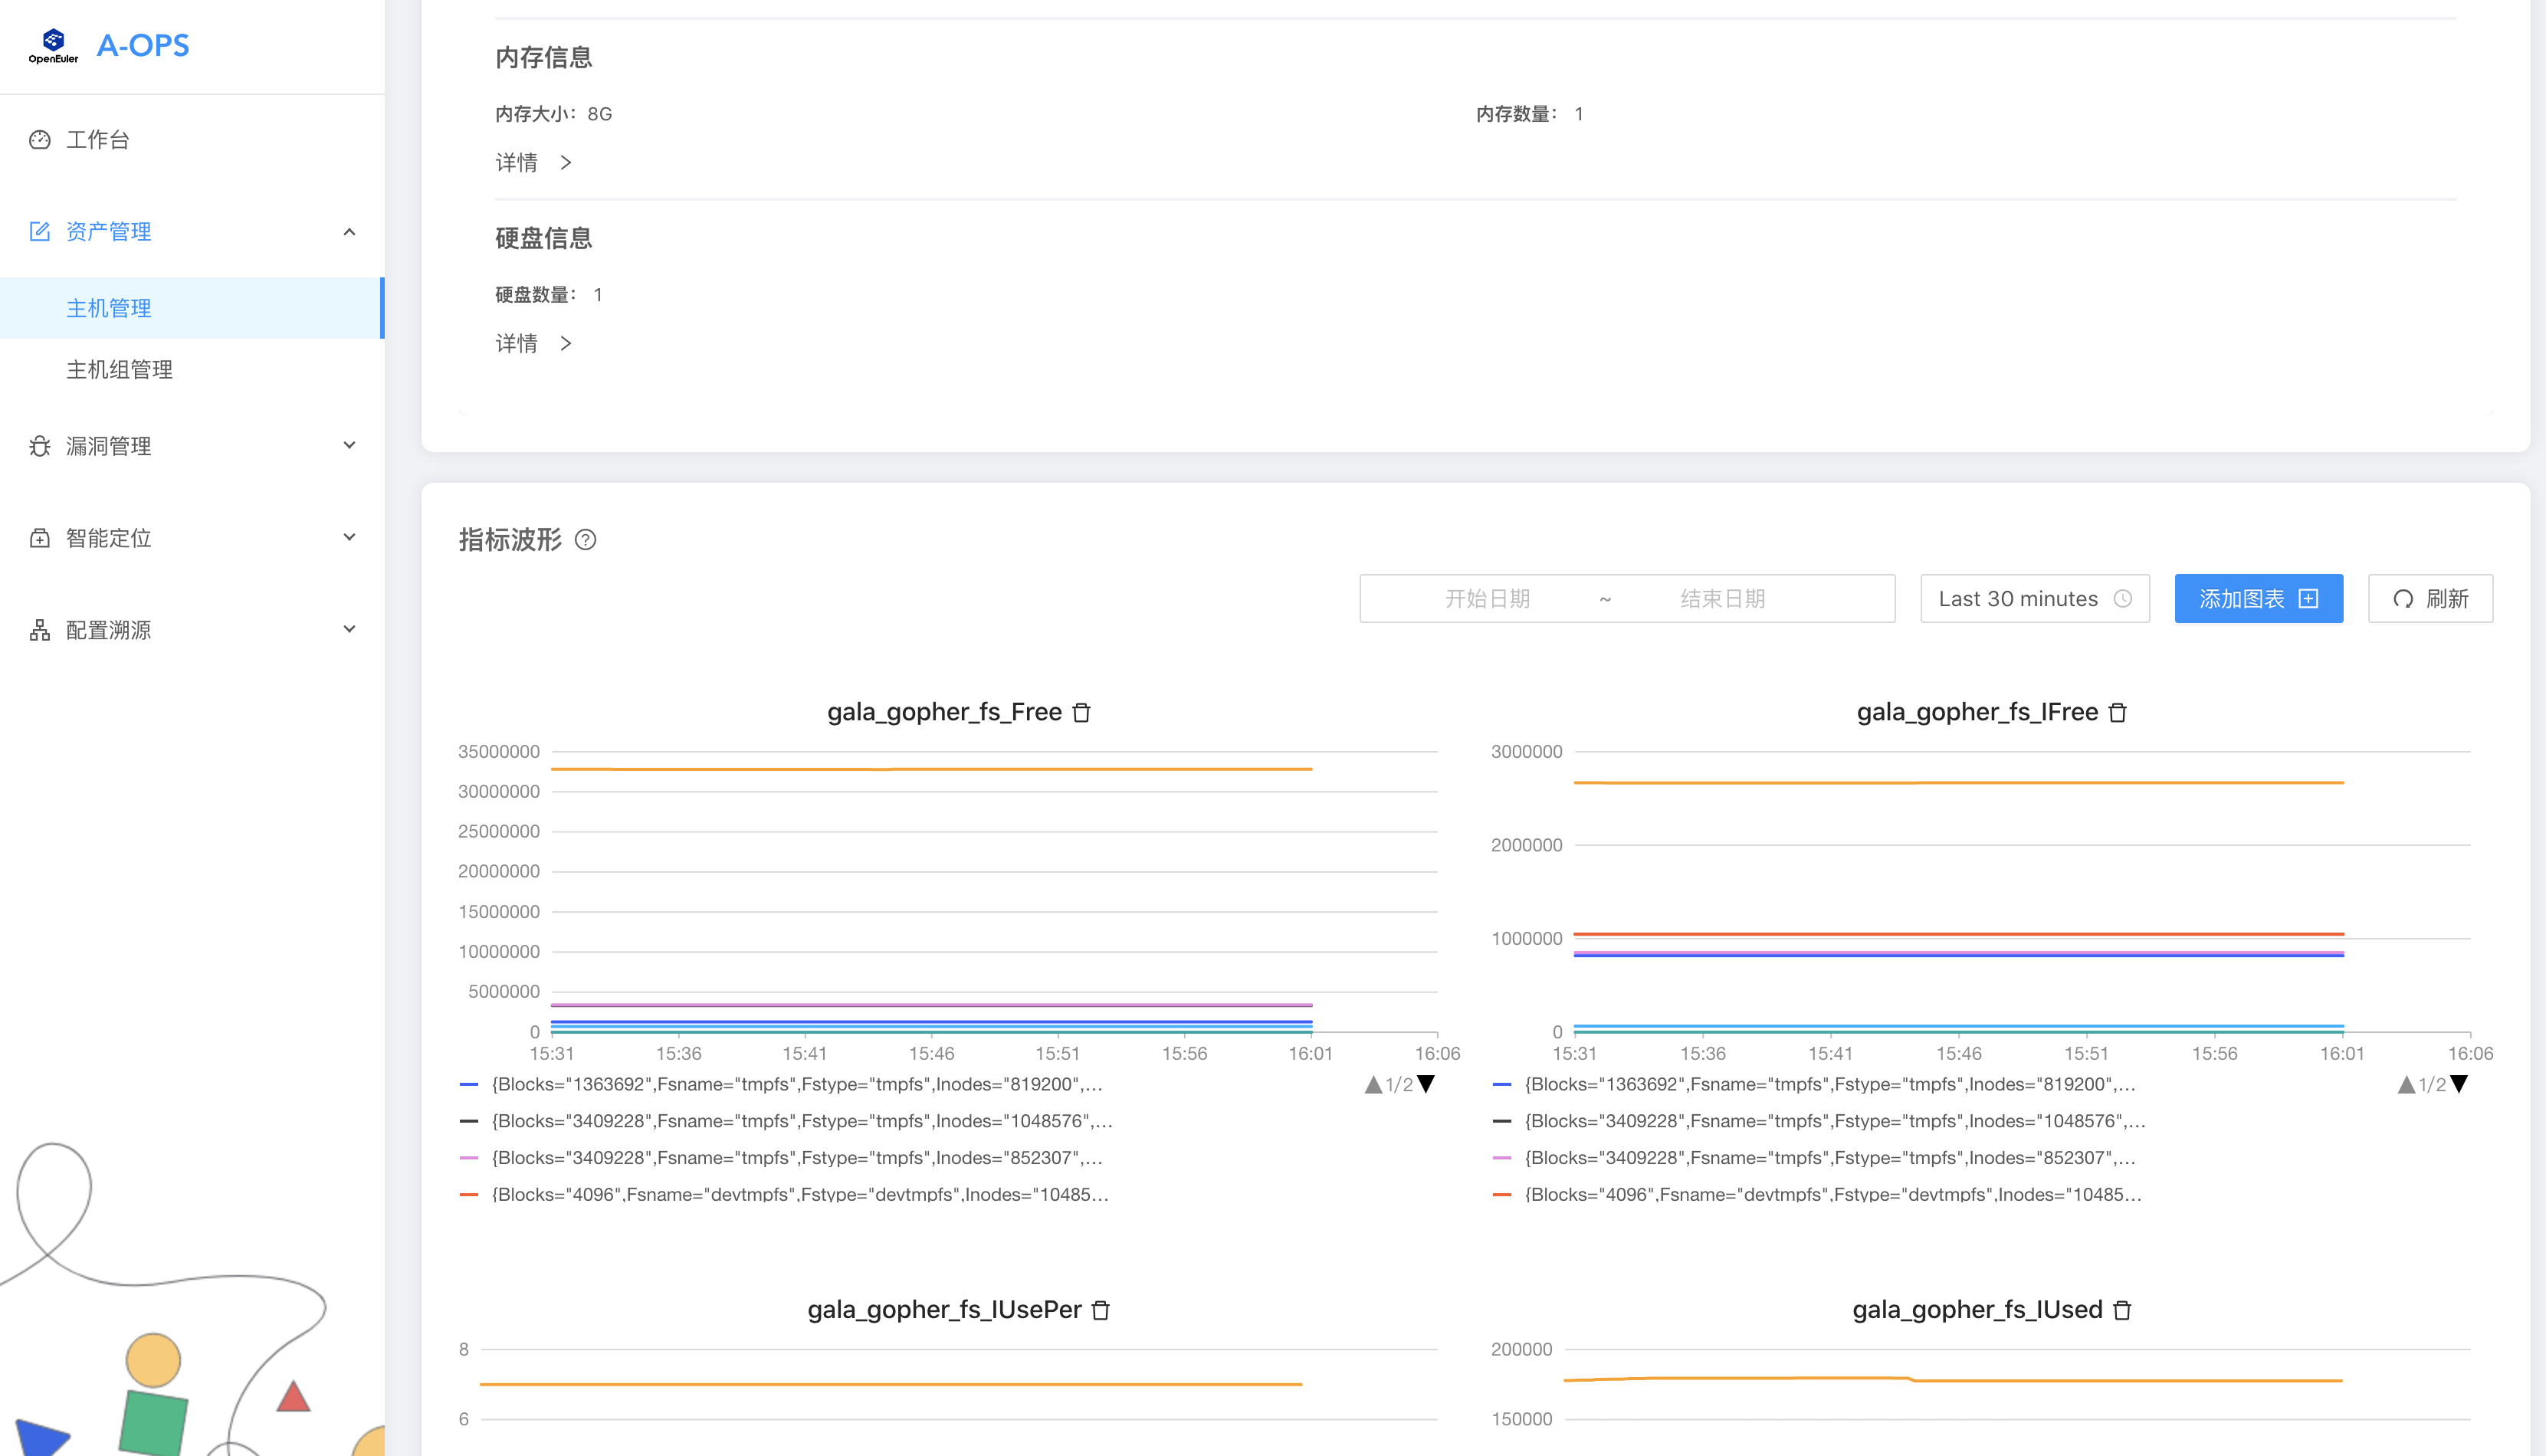 OpenEuler
A-OPS
工作台
资产管理
主机管理
主机组管理
漏洞管理
智能定位
配置溯源
内存信息
内存大小: 8G
内存数量: 1
详情 >
硬盘信息
硬盘数量: 1
详情 >
指标波形 ?
开始日期 ~ 结束日期
Last 30 minutes
添加图表
刷新
gala_gopher_fs_Free
35000000
30000000
25000000
20000000
15000000
10000000
5000000
0
15:31 15:36 15:41 15:46 15:51 15:56 16:01 16:06
{Blocks="1363692",Fsname="tmpfs",Fstype="tmpfs",Inodes="819200",...
▲1/2▼
{Blocks="3409228",Fsname="tmpfs",Fstype="tmpfs",Inodes="1048576",...
{Blocks="3409228",Fsname="tmpfs",Fstype="tmpfs",Inodes="852307",...
{Blocks="4096",Fsname="devtmpfs",Fstype="devtmpfs",Inodes="10485...
gala_gopher_fs_IFree
3000000
2000000
1000000
0
15:31 15:36 15:41 15:46 15:51 15:56 16:01 16:06
{Blocks="1363692",Fsname="tmpfs",Fstype="tmpfs",Inodes="819200",...
▲1/2▼
{Blocks="3409228",Fsname="tmpfs",Fstype="tmpfs",Inodes="1048576",...
{Blocks="3409228",Fsname="tmpfs",Fstype="tmpfs",Inodes="852307",...
{Blocks="4096",Fsname="devtmpfs",Fstype="devtmpfs",Inodes="10485...
gala_gopher_fs_IUsePer
8
6
gala_gopher_fs_IUsed
200000
150000